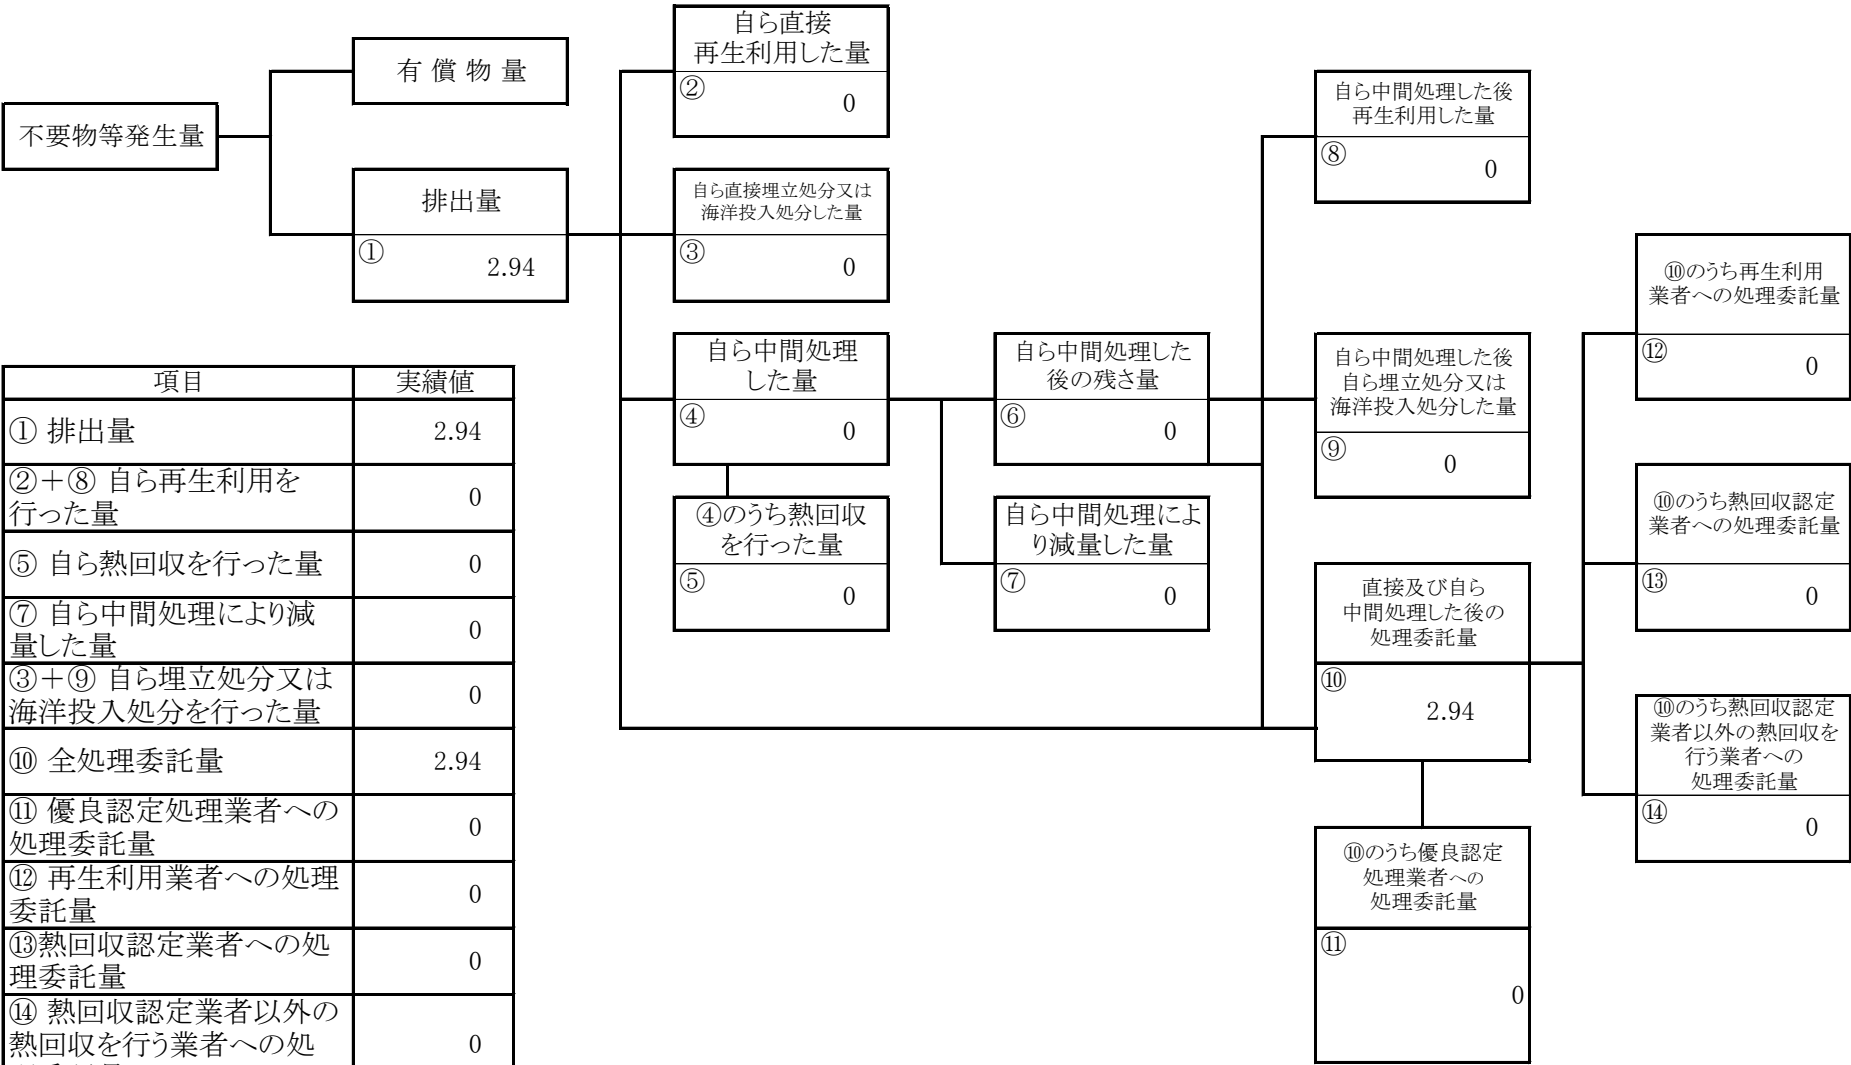 不要物等発生量
有償物量
排出量
①
2.94
自ら直接
再生利用した量
②
0
自ら直接埋立処分又は
海洋投入処分した量
③
0
自ら中間処理
した量
④
0
④のうち熱回収
を行った量
⑤
0
自ら中間処理した
後の残さ量
⑥
0
自ら中間処理によ
り減量した量
⑦
0
自ら中間処理した後
再生利用した量
⑧
0
自ら中間処理した後
自ら埋立処分又は
海洋投入処分した量
⑨
0
直接及び自ら
中間処理した後の
処理委託量
⑩
2.94
⑩のうち優良認定
処理業者への
処理委託量
⑪
0
⑩のうち再生利用
業者への処理委託量
⑫
0
⑩のうち熱回収認定
業者への処理委託量
⑬
0
⑩のうち熱回収認定
業者以外の熱回収を
行う業者への
処理委託量
⑭
0
項目 実績値
① 排出量 2.94
②＋⑧ 自ら再生利用を
行った量 0
⑤ 自ら熱回収を行った量 0
⑦ 自ら中間処理により減
量した量 0
③＋⑨ 自ら埋立処分又は
海洋投入処分を行った量 0
⑩ 全処理委託量 2.94
⑪ 優良認定処理業者への
処理委託量 0
⑫ 再生利用業者への処理
委託量 0
⑬熱回収認定業者への処
理委託量 0
⑭ 熱回収認定業者以外の
熱回収を行う業者への処 0